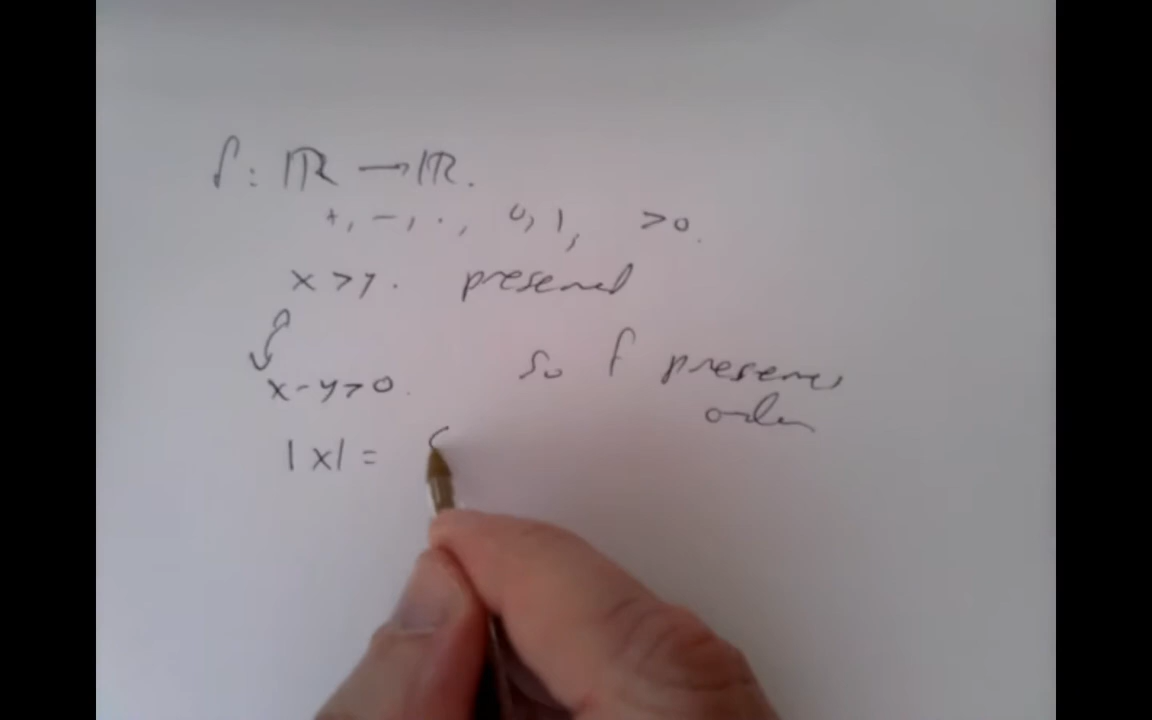 f: ℝ → ℝ.
+, −, ·, 0, 1, >0.
x > y. preserved
x − y > 0. so f preserves
order
|x| =